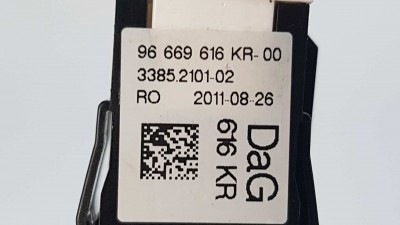 96 669 616 KR-00
3385.2101-02
RO 2011-08-26
DaG
616 KR